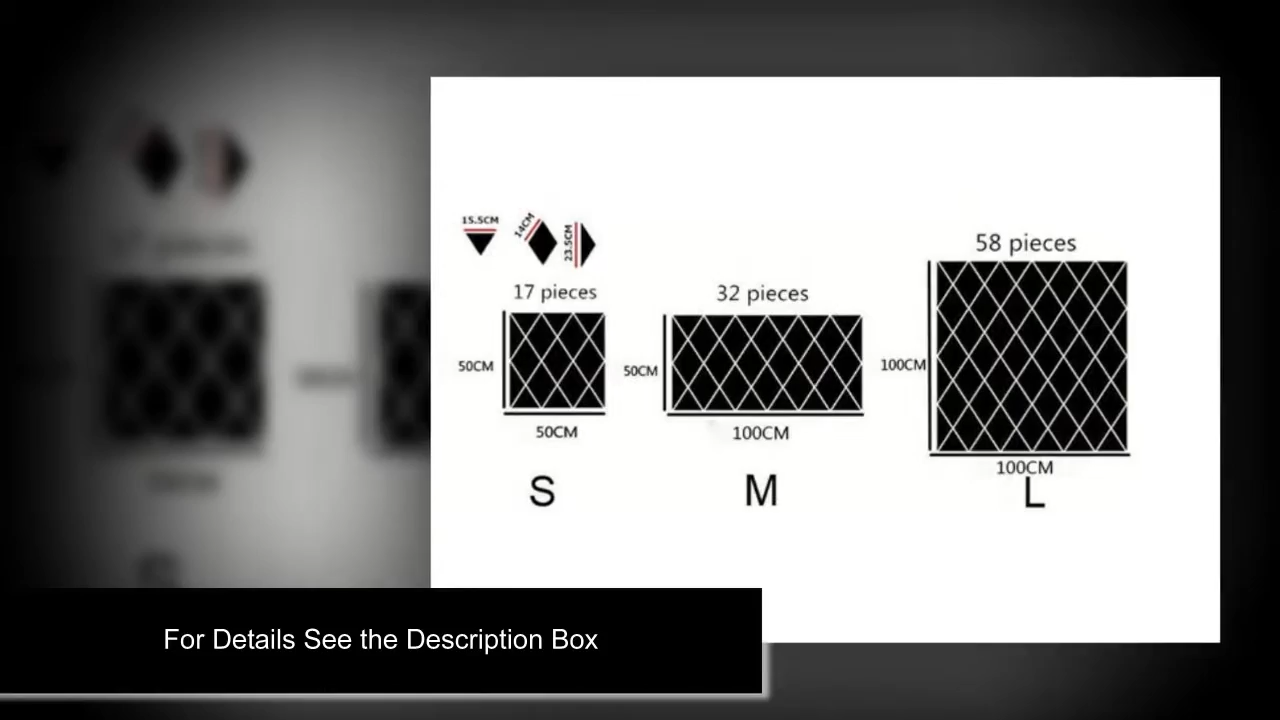 15.5CM
14CM
23.5CM
17 pieces
50CM
50CM
S
32 pieces
50CM
100CM
M
58 pieces
100CM
100CM
L
For Details See the Description Box